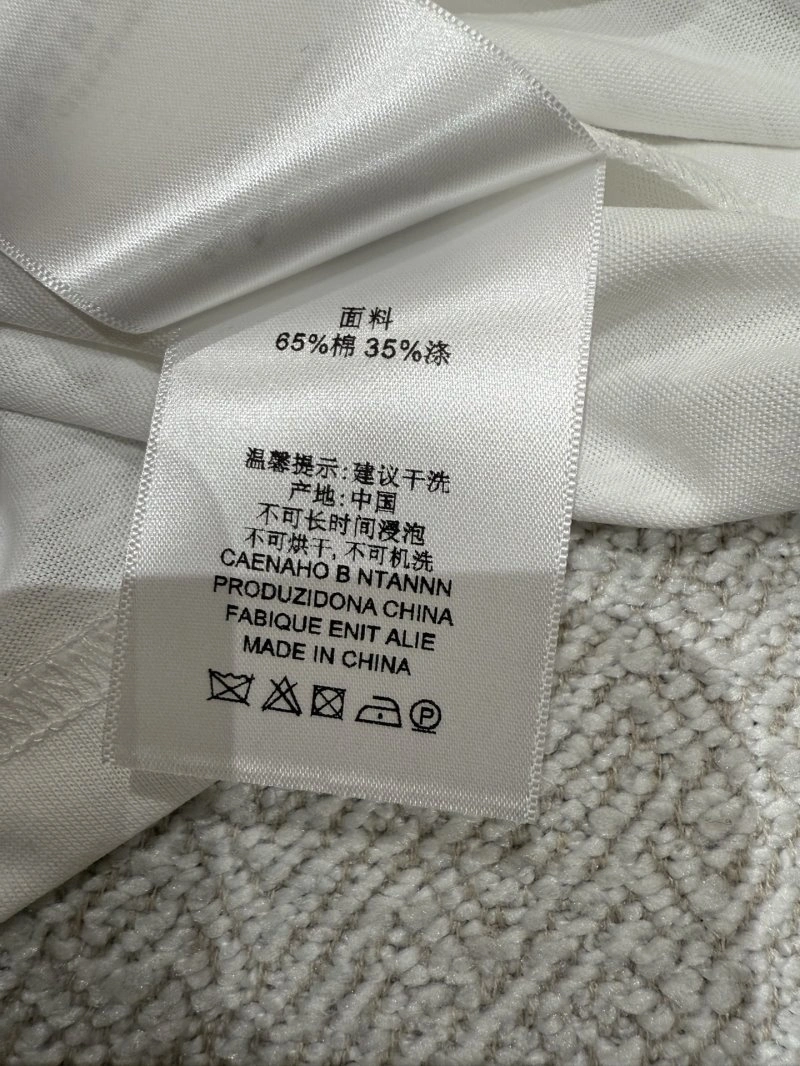 面料
65%棉 35%涤
温馨提示:建议干洗
产地:中国
不可长时间浸泡
不可烘干,不可机洗
CAENAHO B NTANNN
PRODUZIDONA CHINA
FABIQUE ENIT ALIE
MADE IN CHINA
P